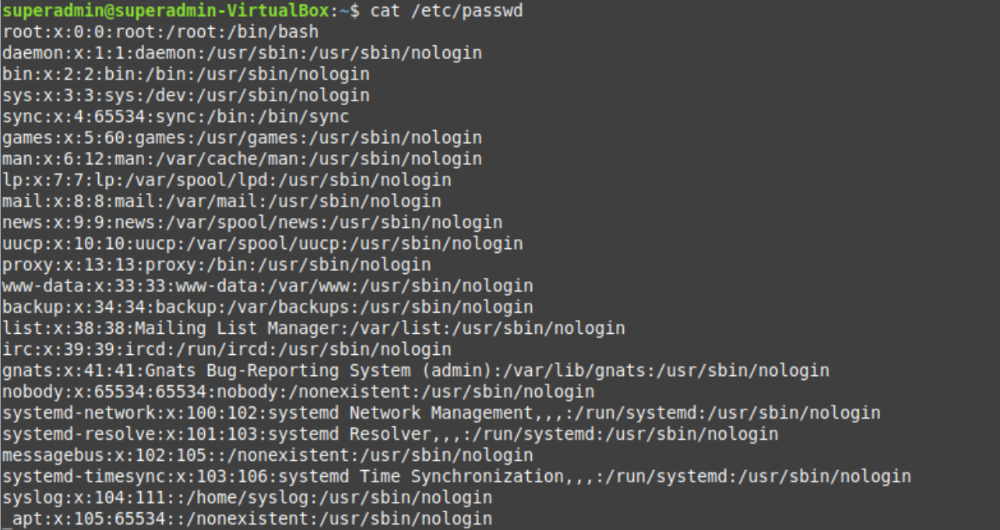 superadmin@superadmin-VirtualBox:~$ cat /etc/passwd
root:x:0:0:root:/root:/bin/bash
daemon:x:1:1:daemon:/usr/sbin:/usr/sbin/nologin
bin:x:2:2:bin:/bin:/usr/sbin/nologin
sys:x:3:3:sys:/dev:/usr/sbin/nologin
sync:x:4:65534:sync:/bin:/bin/sync
games:x:5:60:games:/usr/games:/usr/sbin/nologin
man:x:6:12:man:/var/cache/man:/usr/sbin/nologin
lp:x:7:7:lp:/var/spool/lpd:/usr/sbin/nologin
mail:x:8:8:mail:/var/mail:/usr/sbin/nologin
news:x:9:9:news:/var/spool/news:/usr/sbin/nologin
uucp:x:10:10:uucp:/var/spool/uucp:/usr/sbin/nologin
proxy:x:13:13:proxy:/bin:/usr/sbin/nologin
www-data:x:33:33:www-data:/var/www:/usr/sbin/nologin
backup:x:34:34:backup:/var/backups:/usr/sbin/nologin
list:x:38:38:Mailing List Manager:/var/list:/usr/sbin/nologin
irc:x:39:39:ircd:/run/ircd:/usr/sbin/nologin
gnats:x:41:41:Gnats Bug-Reporting System (admin):/var/lib/gnats:/usr/sbin/nologin
nobody:x:65534:65534:nobody:/nonexistent:/usr/sbin/nologin
systemd-network:x:100:102:systemd Network Management,,,:/run/systemd:/usr/sbin/nologin
systemd-resolve:x:101:103:systemd Resolver,,,:/run/systemd:/usr/sbin/nologin
messagebus:x:102:105::/nonexistent:/usr/sbin/nologin
systemd-timesync:x:103:106:systemd Time Synchronization,,,:/run/systemd:/usr/sbin/nologin
syslog:x:104:111::/home/syslog:/usr/sbin/nologin
_apt:x:105:65534::/nonexistent:/usr/sbin/nologin